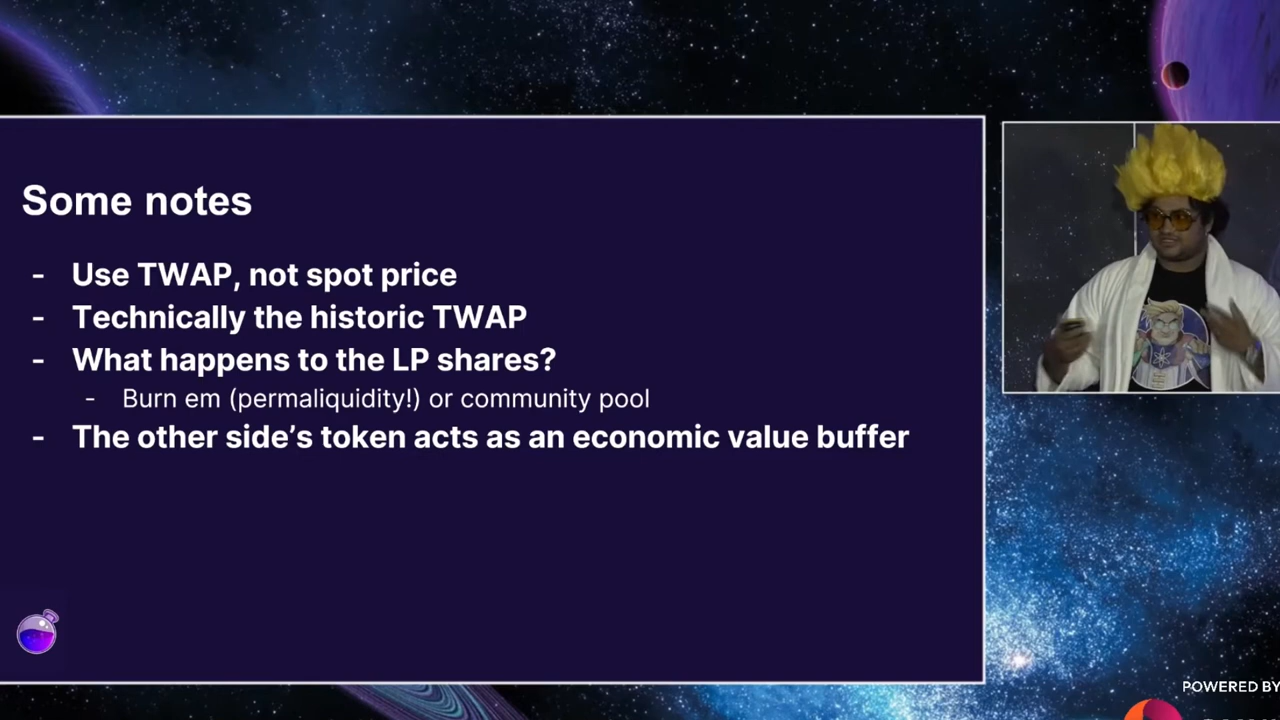 Some notes
- Use TWAP, not spot price
- Technically the historic TWAP
- What happens to the LP shares?
- Burn em (permaliquidity!) or community pool
- The other side’s token acts as an economic value buffer
POWERED BY